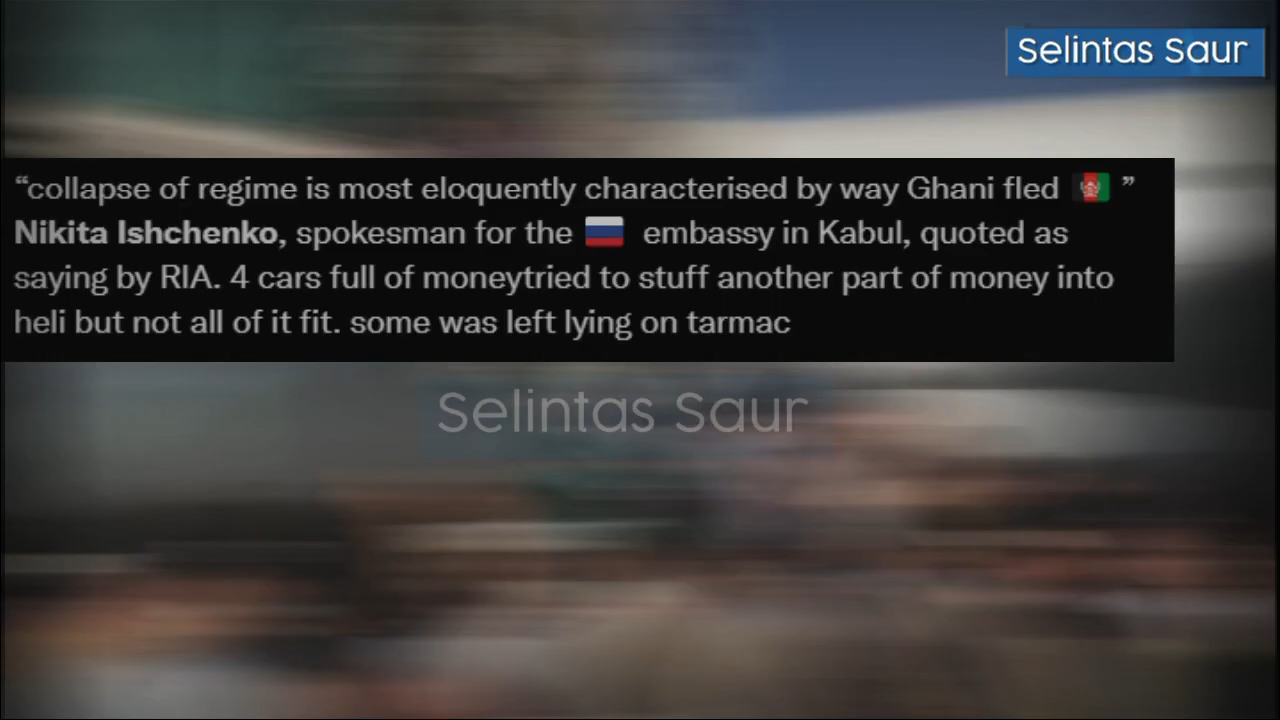 Selintas Saur
“collapse of regime is most eloquently characterised by way Ghani fled 🇦🇫 ”
Nikita Ishchenko, spokesman for the 🇷🇺 embassy in Kabul, quoted as
saying by RIA. 4 cars full of moneytried to stuff another part of money into
heli but not all of it fit. some was left lying on tarmac
Selintas Saur